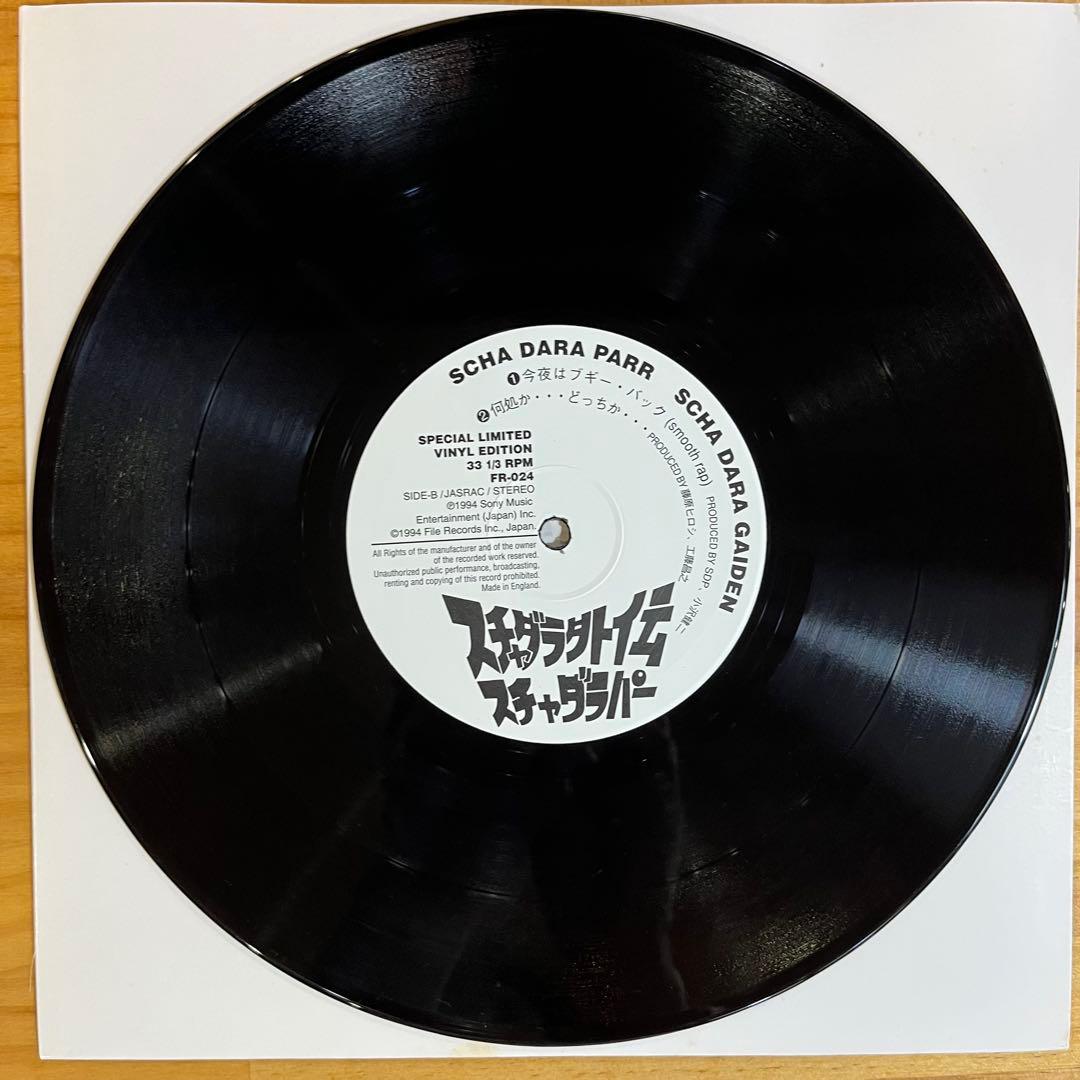 SCHA DARA PARR SCHA DARA GAIDEN
❶今夜はブギー・バック (smooth rap) PRODUCED BY SDP、小沢健二
❷何処か・・・どっちか・・・ PRODUCED BY 藤原ヒロシ、工藤昌之
SPECIAL LIMITED
VINYL EDITION
33 1/3 RPM
FR-024
SIDE-B /JASRAC / STEREO
℗1994 Sony Music
Entertainment (Japan) Inc.
©1994 File Records Inc., Japan.
All Rights of the manufacturer and of the owner
of the recorded work reserved.
Unauthorized public performance, broadcasting,
renting and copying of this record prohibited.
Made in England.
スチャダラ外伝
スチャダラパー